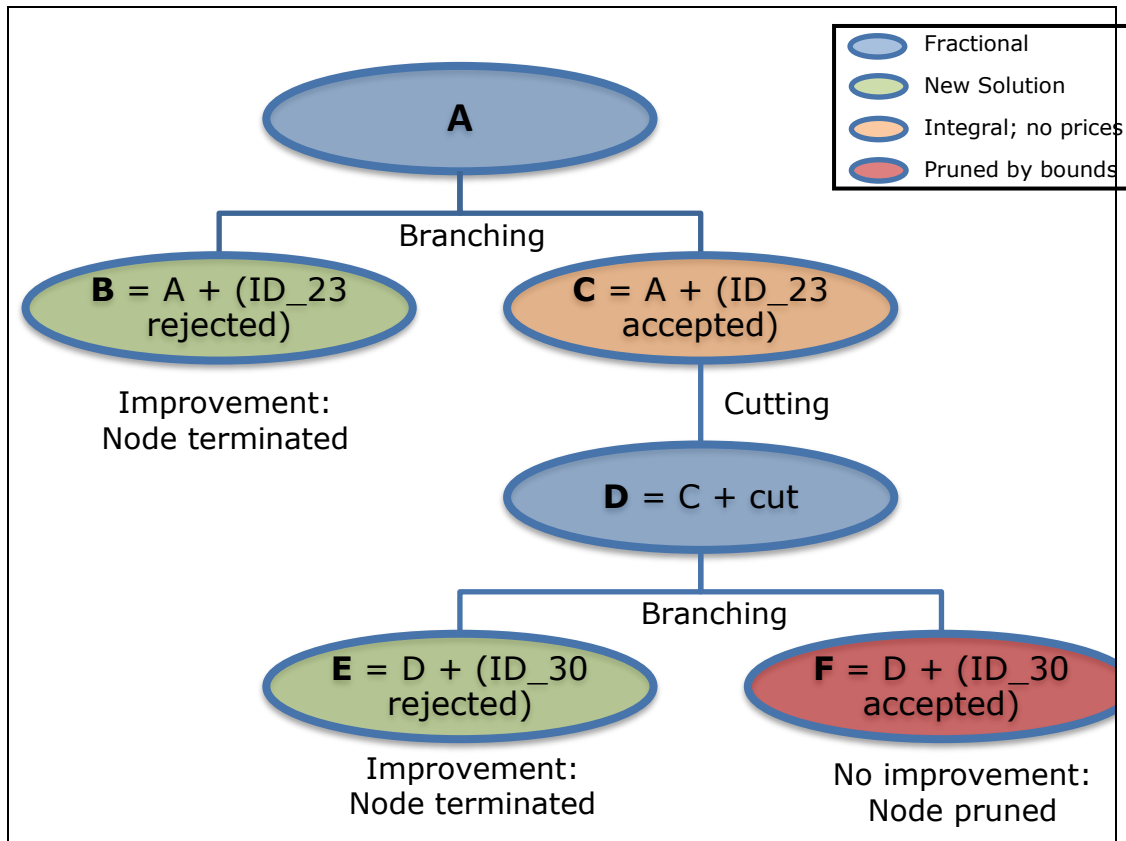 Fractional
New Solution
Integral; no prices
Pruned by bounds
A
Branching
B = A + (ID_23
rejected)
C = A + (ID_23
accepted)
Improvement:
Node terminated
Cutting
D = C + cut
Branching
E = D + (ID_30
rejected)
F = D + (ID_30
accepted)
Improvement:
Node terminated
No improvement:
Node pruned